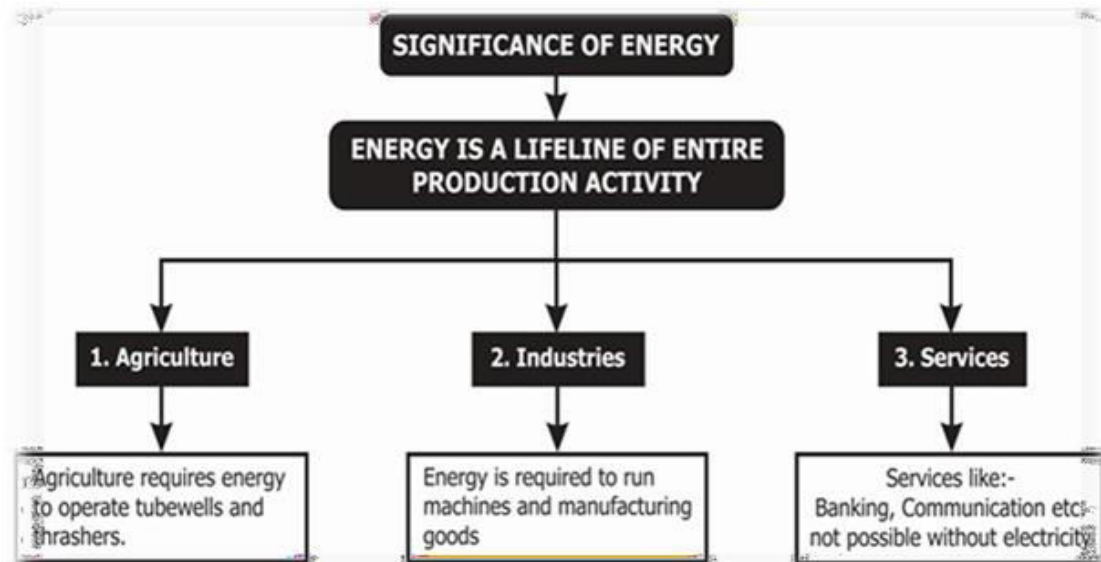 SIGNIFICANCE OF ENERGY
ENERGY IS A LIFELINE OF ENTIRE
PRODUCTION ACTIVITY
1. Agriculture
2. Industries
3. Services
Agriculture requires energy
to operate tubewells and
thrashers.
Energy is required to run
machines and manufacturing
goods
Services like:-
Banking, Communication etc
not possible without electricity